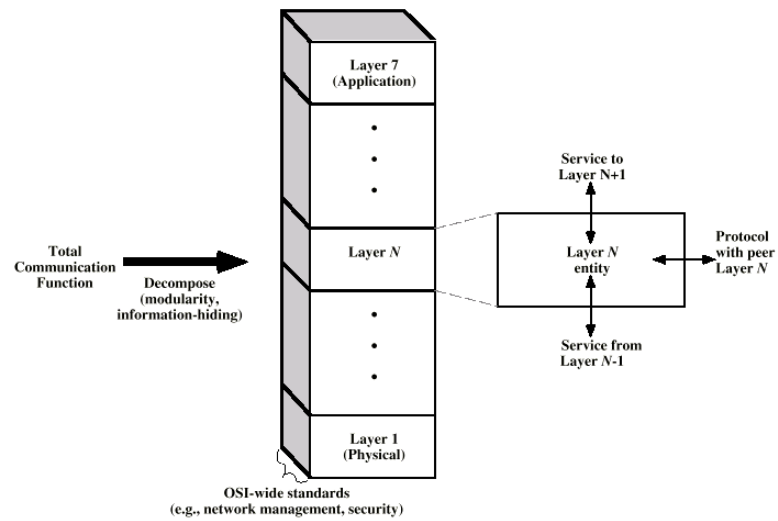 Layer 7
(Application)
Service to
Layer N+1
Total
Communication
Function
Decompose
(modularity,
information-hiding)
Layer N
Layer N
entity
Protocol
with peer
Layer N
Service from
Layer N-1
Layer 1
(Physical)
OSI-wide standards
(e.g., network management, security)